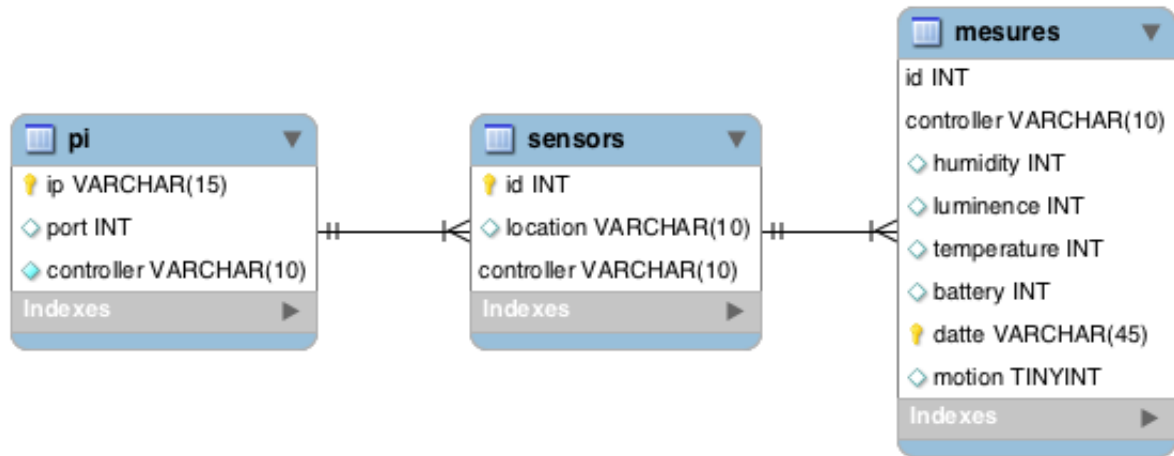 pi
ip VARCHAR(15)
port INT
controller VARCHAR(10)
Indexes
sensors
id INT
location VARCHAR(10)
controller VARCHAR(10)
Indexes
mesures
id INT
controller VARCHAR(10)
humidity INT
luminence INT
temperature INT
battery INT
datte VARCHAR(45)
motion TINYINT
Indexes